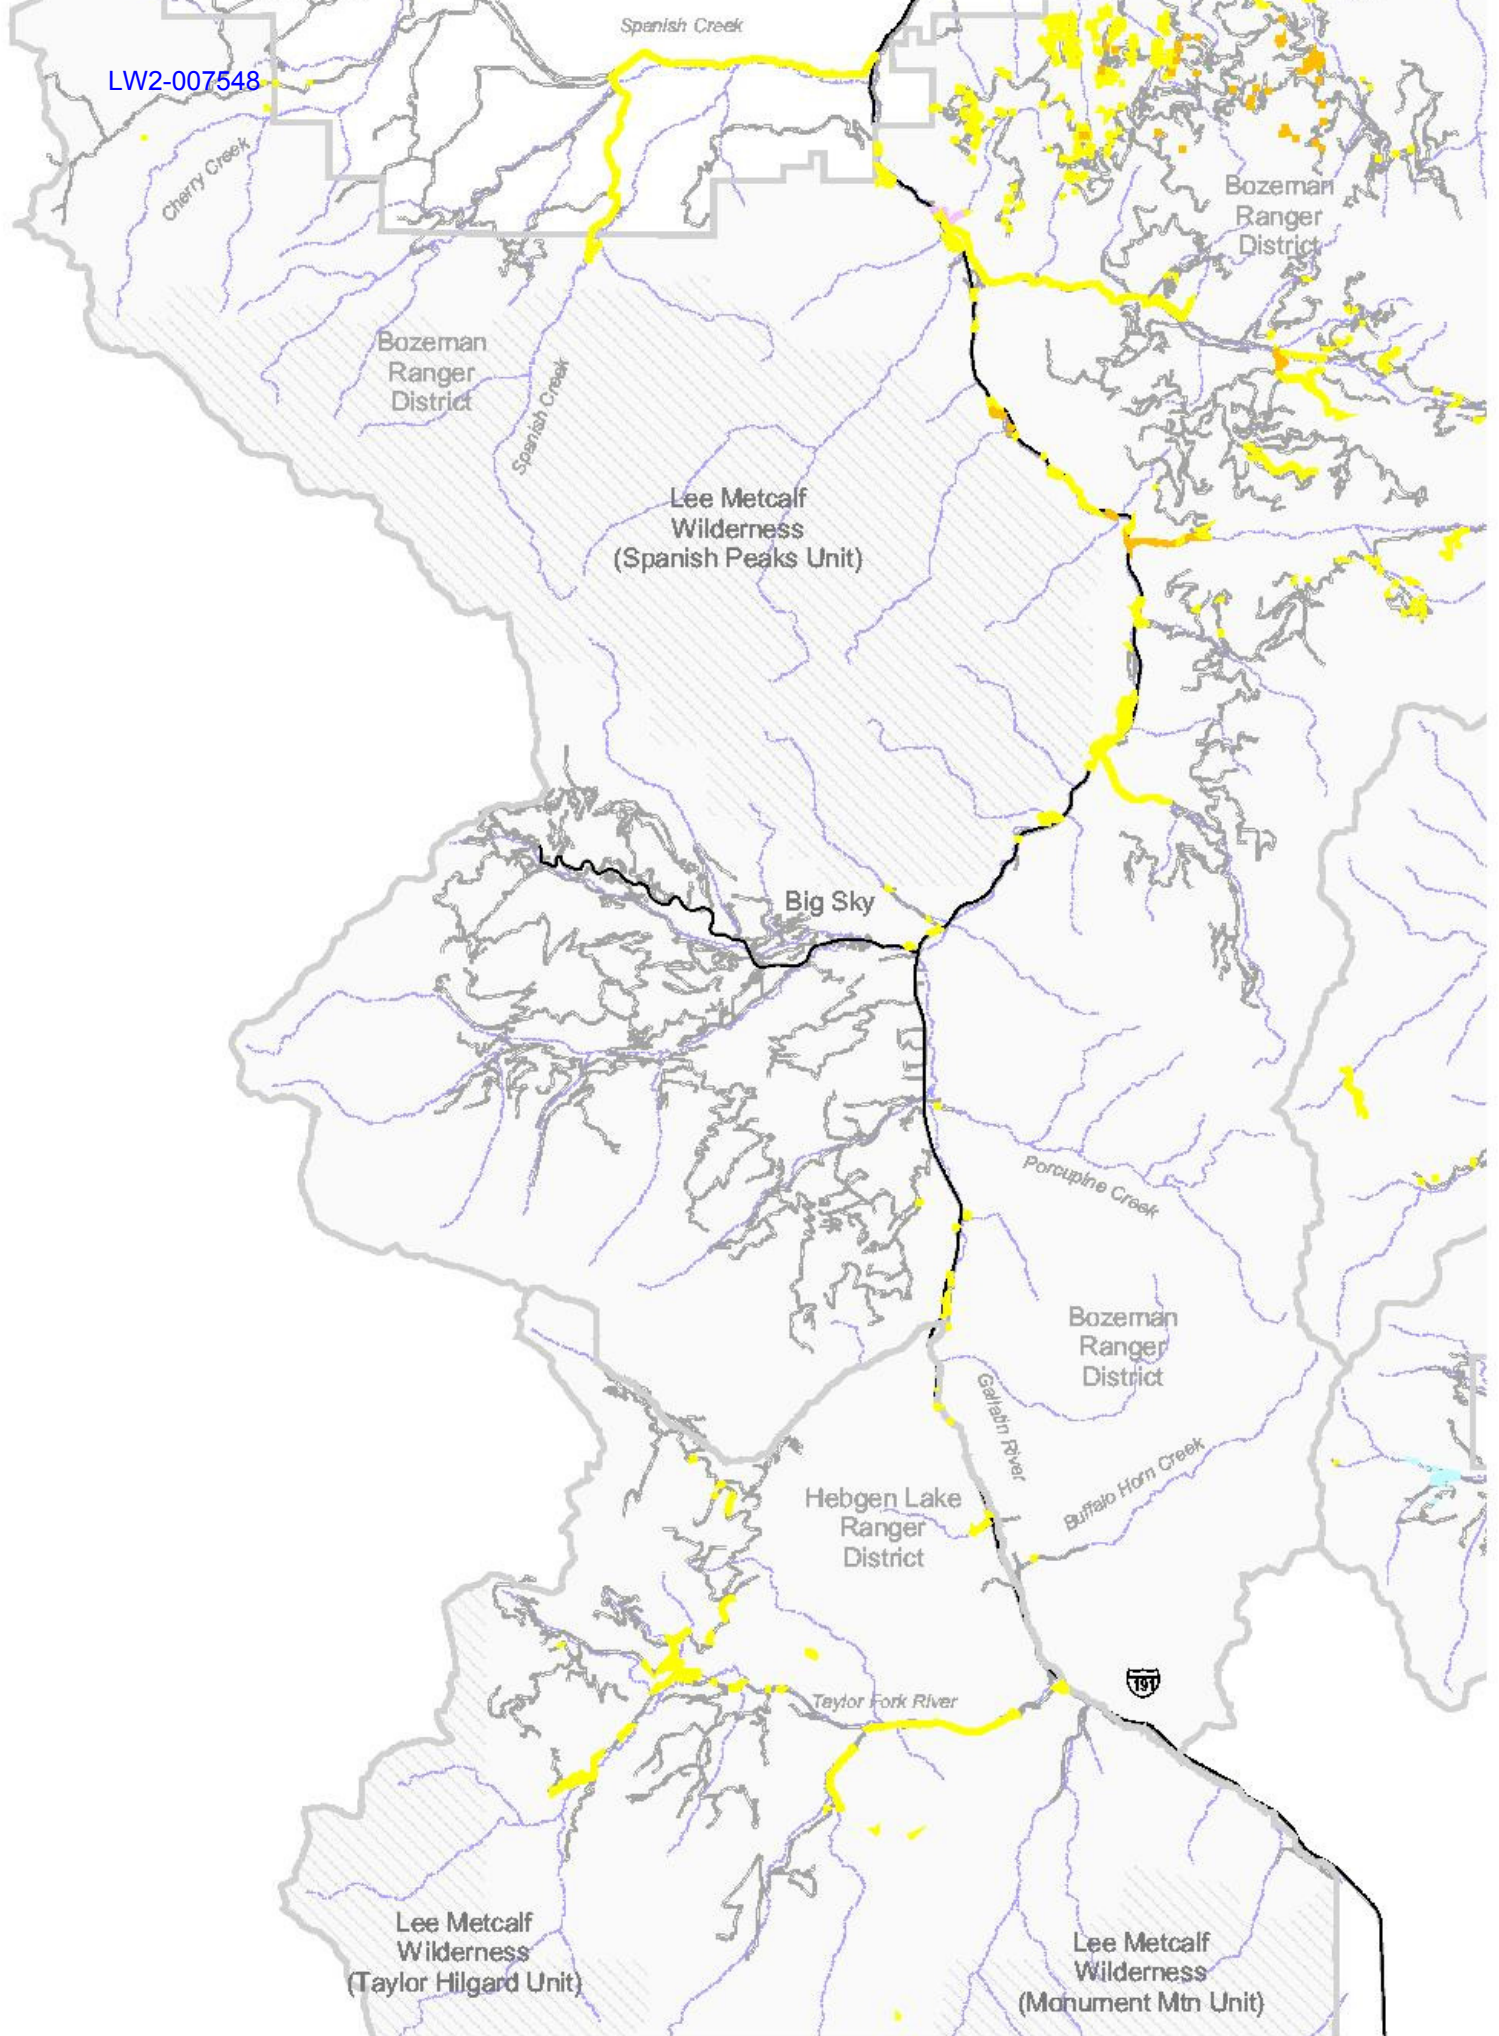 Spanish Creek
LW2-007548
Cherry Creek
Bozeman
Ranger
District
Bozeman
Ranger
District
Spanish Creek
Lee Metcalf
Wilderness
(Spanish Peaks Unit)
Big Sky
Porcupine Creek
Bozeman
Ranger
District
Gallatin River
Buffalo Horn Creek
Hebgen Lake
Ranger
District
191
Taylor Fork River
Lee Metcalf
Wilderness
(Taylor Hilgard Unit)
Lee Metcalf
Wilderness
(Monument Mtn Unit)